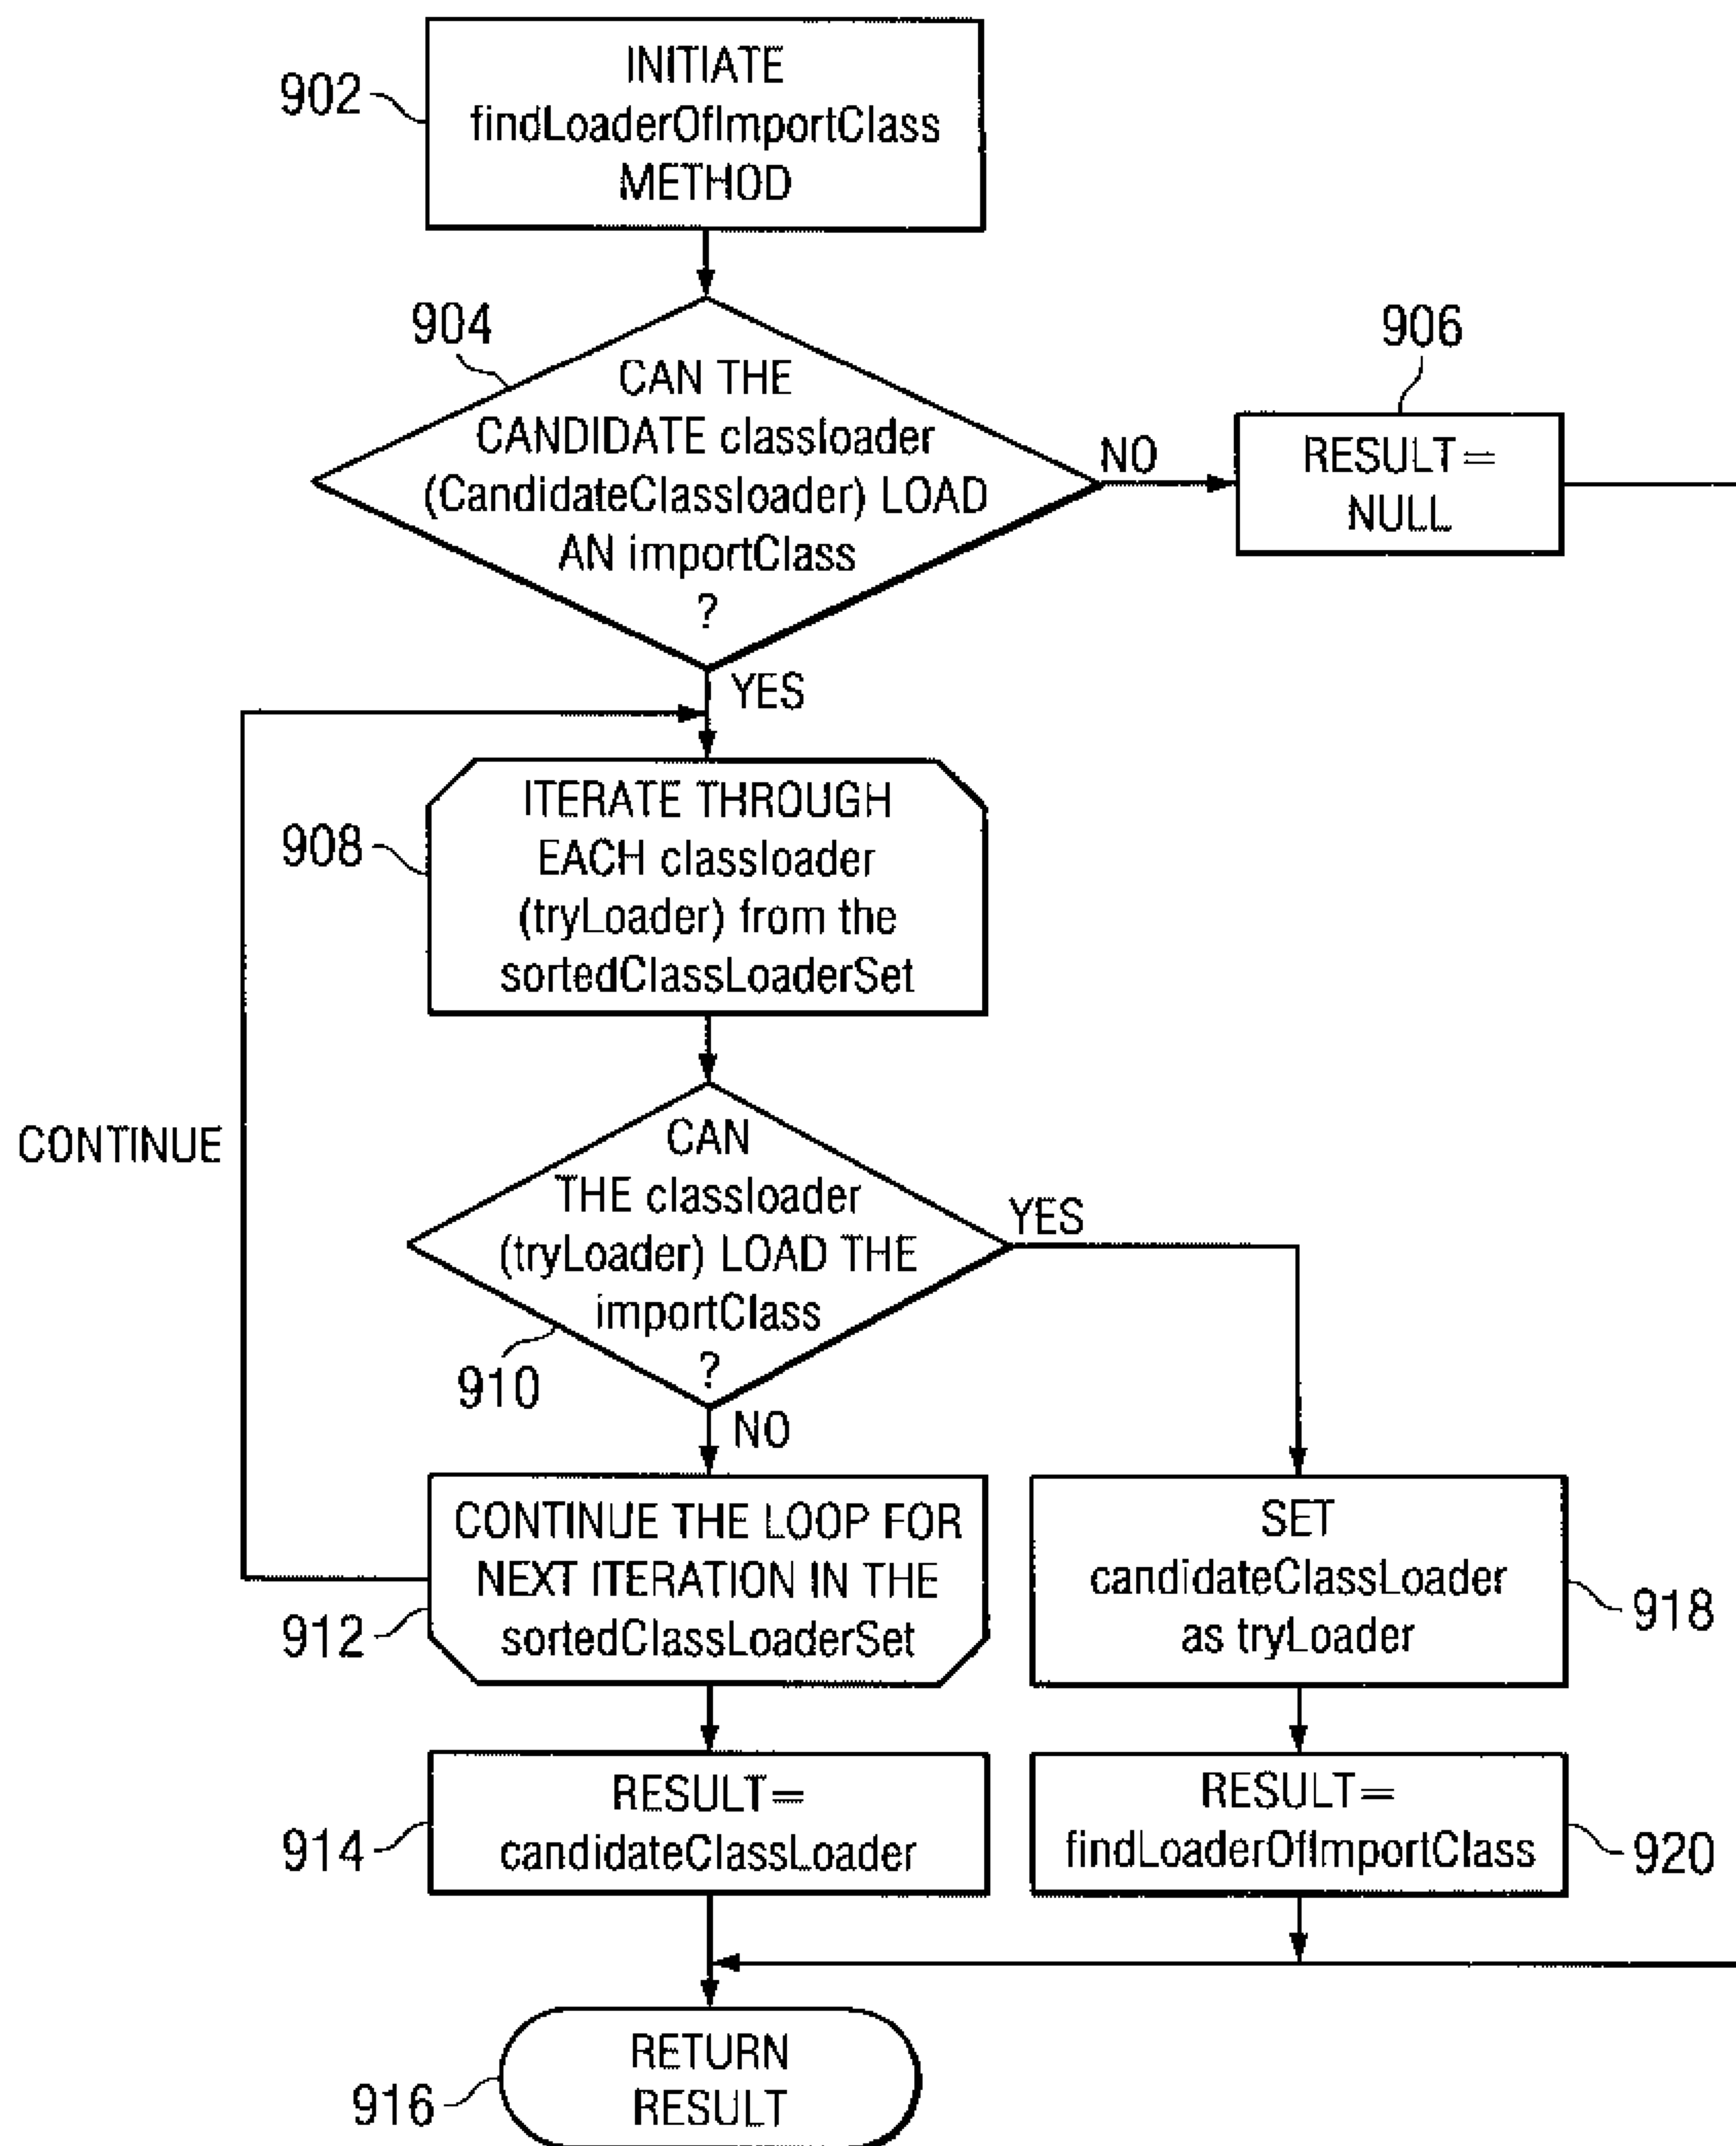 902
INITIATE
findLoaderOfImportClass
METHOD
904
CAN THE
CANDIDATE classloader
(CandidateClassloader) LOAD
AN importClass
?
NO
906
RESULT=
NULL
YES
908
ITERATE THROUGH
EACH classloader
(tryLoader) from the
sortedClassLoaderSet
CONTINUE
CAN
THE classloader
(tryLoader) LOAD THE
importClass
?
910
YES
NO
912
CONTINUE THE LOOP FOR
NEXT ITERATION IN THE
sortedClassLoaderSet
SET
candidateClassLoader
as tryLoader
918
914
RESULT=
candidateClassLoader
RESULT=
findLoaderOfImportClass
920
916
RETURN
RESULT